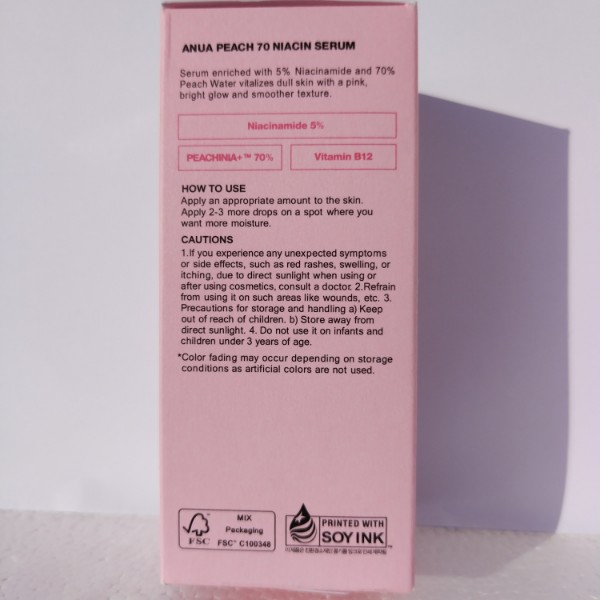 ANUA PEACH 70 NIACIN SERUM
Serum enriched with 5% Niacinamide and 70%
Peach Water vitalizes dull skin with a pink,
bright glow and smoother texture.
Niacinamide 5%
PEACHINIA+™ 70%
Vitamin B12
HOW TO USE
Apply an appropriate amount to the skin.
Apply 2-3 more drops on a spot where you
want more moisture.
CAUTIONS
1.If you experience any unexpected symptoms
or side effects, such as red rashes, swelling, or
itching, due to direct sunlight when using or
after using cosmetics, consult a doctor. 2.Refrain
from using it on such areas like wounds, etc. 3.
Precautions for storage and handling a) Keep
out of reach of children. b) Store away from
direct sunlight. 4. Do not use it on infants and
children under 3 years of age.
*Color fading may occur depending on storage
conditions as artificial colors are not used.
FSC
MIX
Packaging
FSC™ C100348
PRINTED WITH
SOY INK™